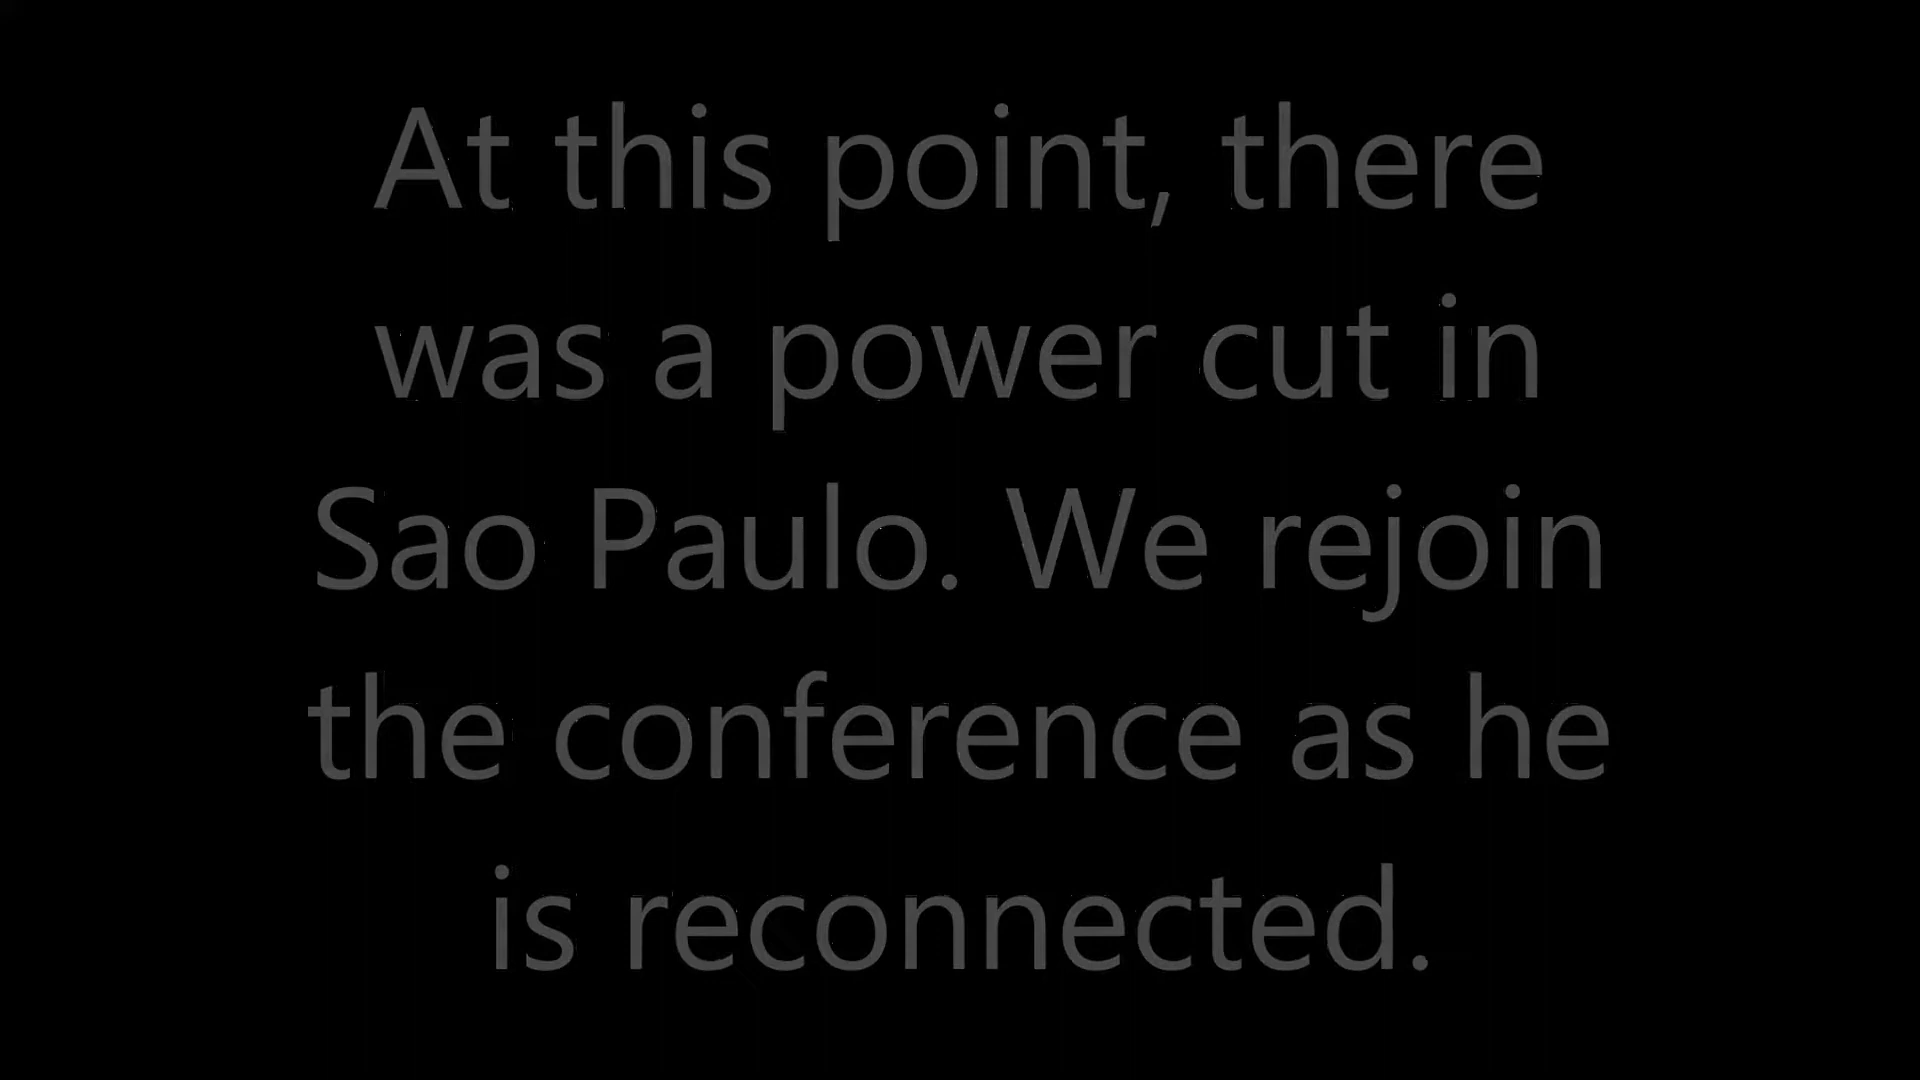 At this point, there
was a power cut in
Sao Paulo. We rejoin
the conference as he
is reconnected.